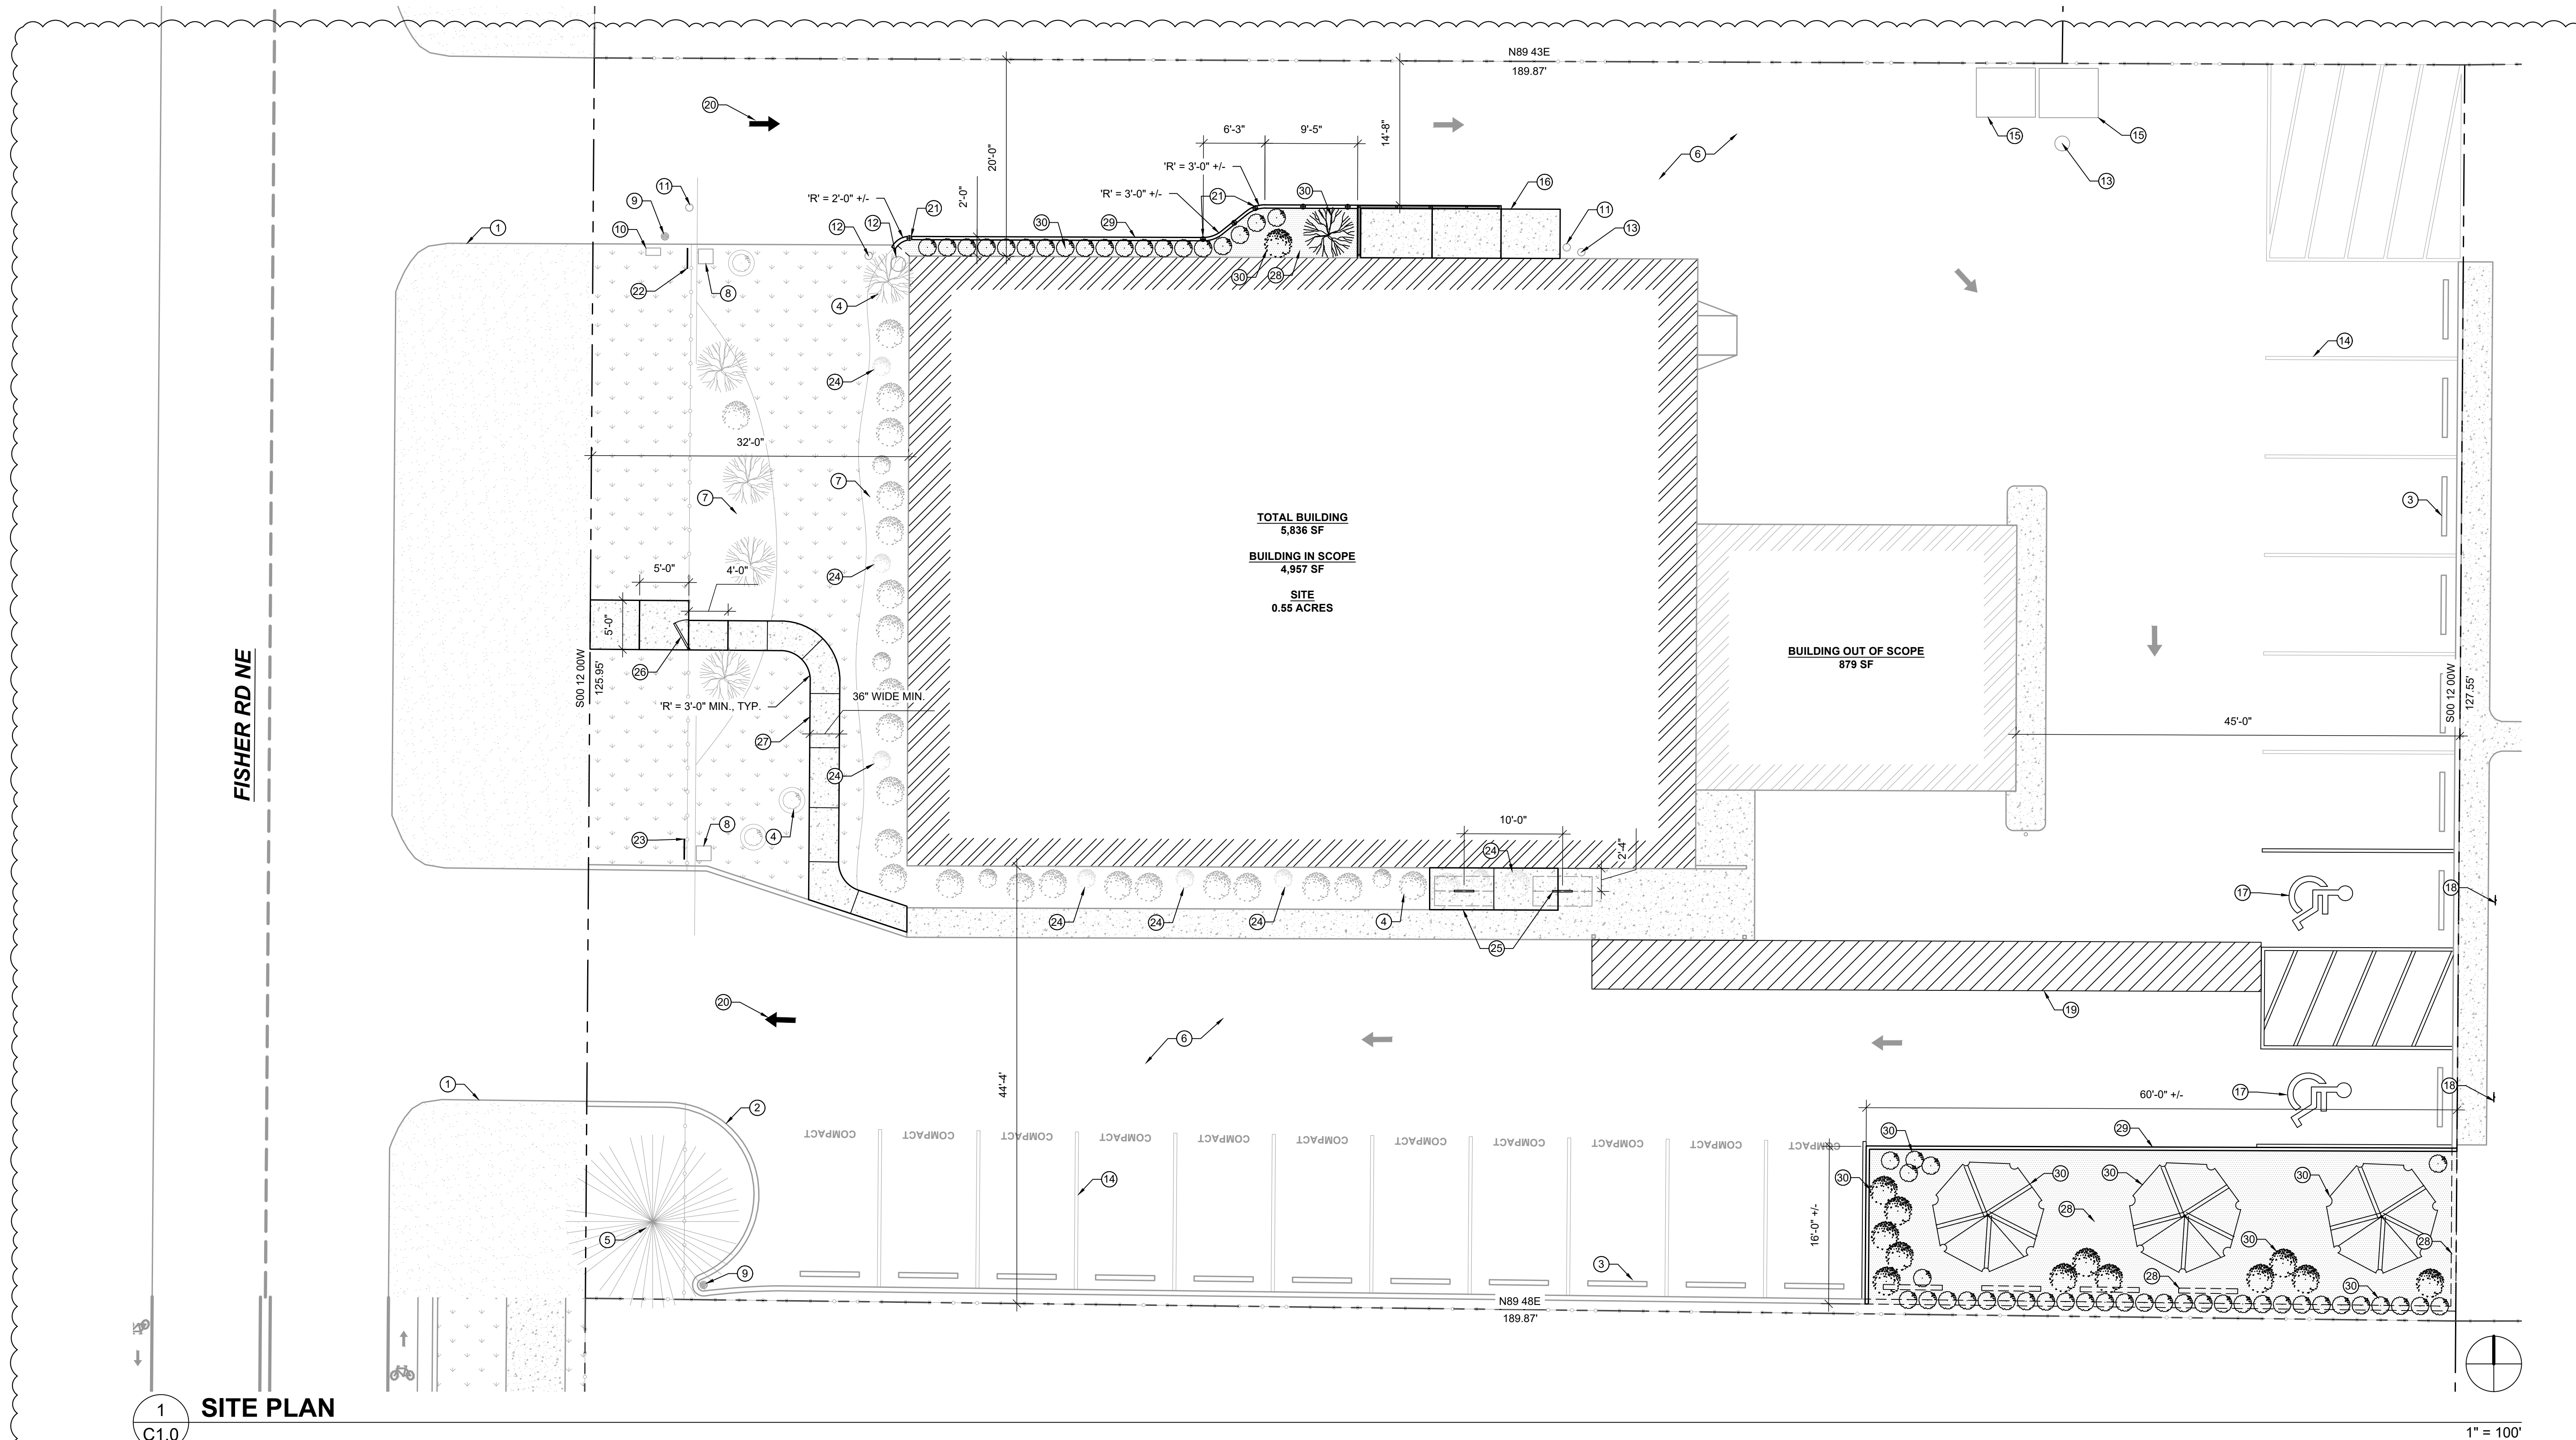 N89 43E
189.87'
20
15
15
13
6'-3"
9'-5"
14'-8"
20'-0"
6
'R' = 3'-0" +/-
'R' = 3'-0" +/-
'R' = 2'-0" +/-
2'-0"
11
9
10
1
12
12
21
30
29
21
30
16
11
13
22
8
4
30
28
14
24
32'-0"
7
7
3
TOTAL BUILDING
5,836 SF
BUILDING IN SCOPE
4,957 SF
SITE
0.55 ACRES
24
5'-0"
4'-0"
5'-0"
26
BUILDING OUT OF SCOPE
879 SF
FISHER RD NE
S00 12 00W
125.95'
'R' = 3'-0" MIN., TYP.
36" WIDE MIN.
27
24
S00 12 00W
127.55'
45'-0"
23
8
4
10'-0"
24
2'-4"
24
24
24
4
25
17
18
20
6
19
44'-4'
1
2
17
18
60'-0" +/-
COMPACT
COMPACT
COMPACT
COMPACT
COMPACT
COMPACT
COMPACT
COMPACT
COMPACT
COMPACT
COMPACT
14
30
29
30
30
30
30
28
16'-0" +/-
5
9
3
30
28
28
30
N89 48E
189.87'
1
C1.0
SITE PLAN
1" = 100'